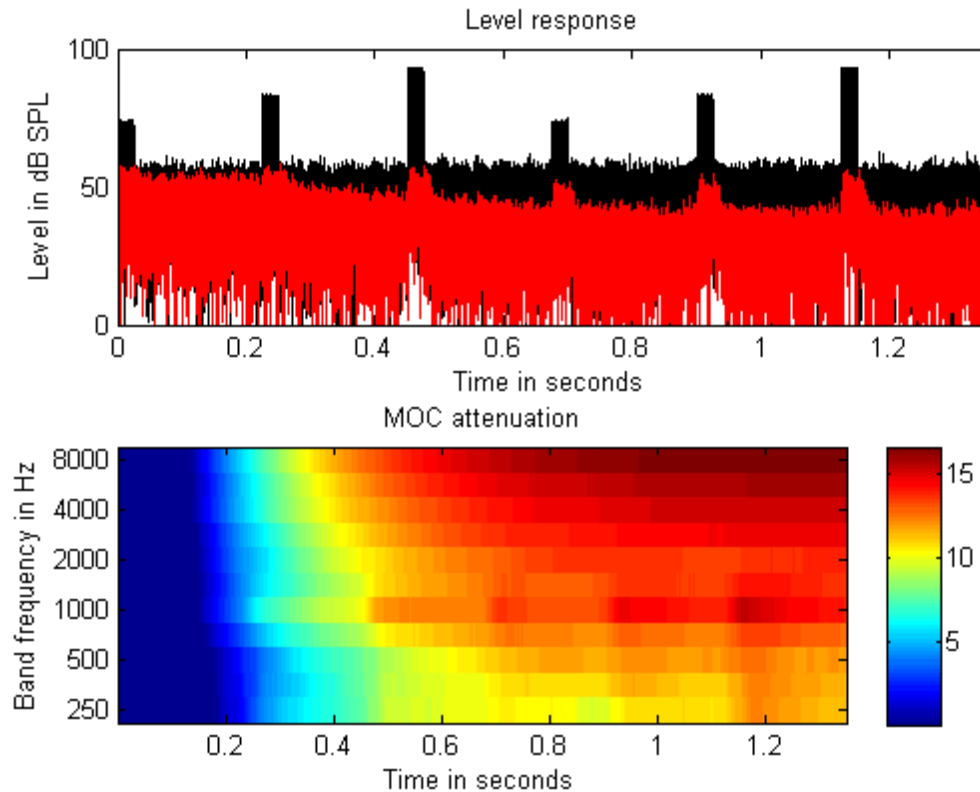 Level response
Level in dB SPL
100
50
0
0 0.2 0.4 0.6 0.8 1 1.2
Time in seconds
MOC attenuation
Band frequency in Hz
8000
4000
2000
1000
500
250
0.2 0.4 0.6 0.8 1 1.2
Time in seconds
15
10
5